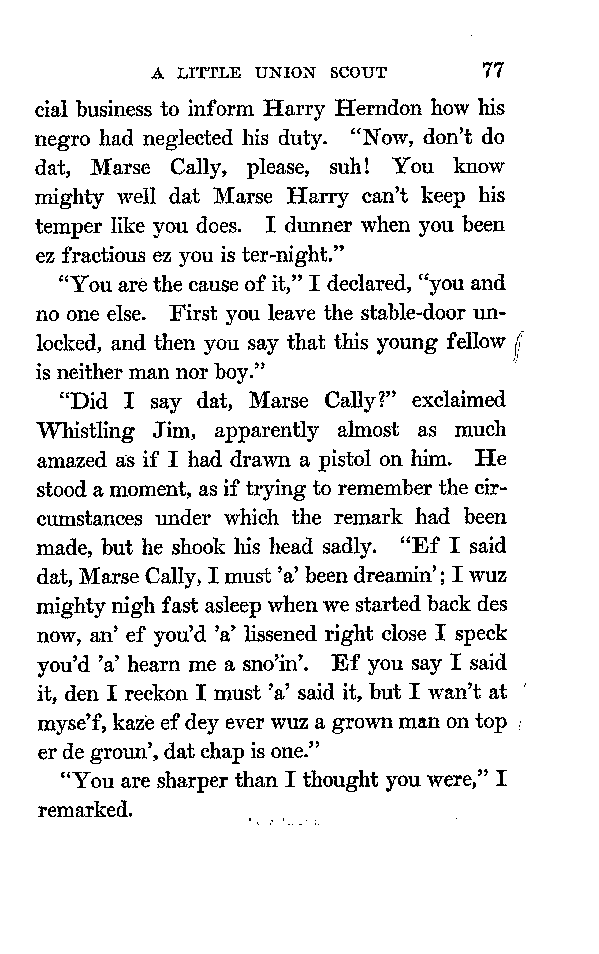 A LITTLE UNION SCOUT 77
cial business to inform Harry Herndon how his
negro had neglected his duty. "Now, don't do
dat, Marse Cally, please, suh! You know
mighty well dat Marse Harry can't keep his
temper like you does. I dunner when you been
ez fractious ez you is ter-night."
"You are the cause of it," I declared, "you and
no one else. First you leave the stable-door un-
locked, and then you say that this young fellow
is neither man nor boy."
"Did I say dat, Marse Cally?" exclaimed
Whistling Jim, apparently almost as much
amazed as if I had drawn a pistol on him. He
stood a moment, as if trying to remember the cir-
cumstances under which the remark had been
made, but he shook his head sadly. "Ef I said
dat, Marse Cally, I must 'a' been dreamin'; I wuz
mighty nigh fast asleep when we started back des
now, an' ef you'd 'a' lissened right close I speck
you'd 'a' hearn me a sno'in'. Ef you say I said
it, den I reckon I must 'a' said it, but I wan't at
myse'f, kaze ef dey ever wuz a grown man on top
er de groun', dat chap is one."
"You are sharper than I thought you were," I
remarked.